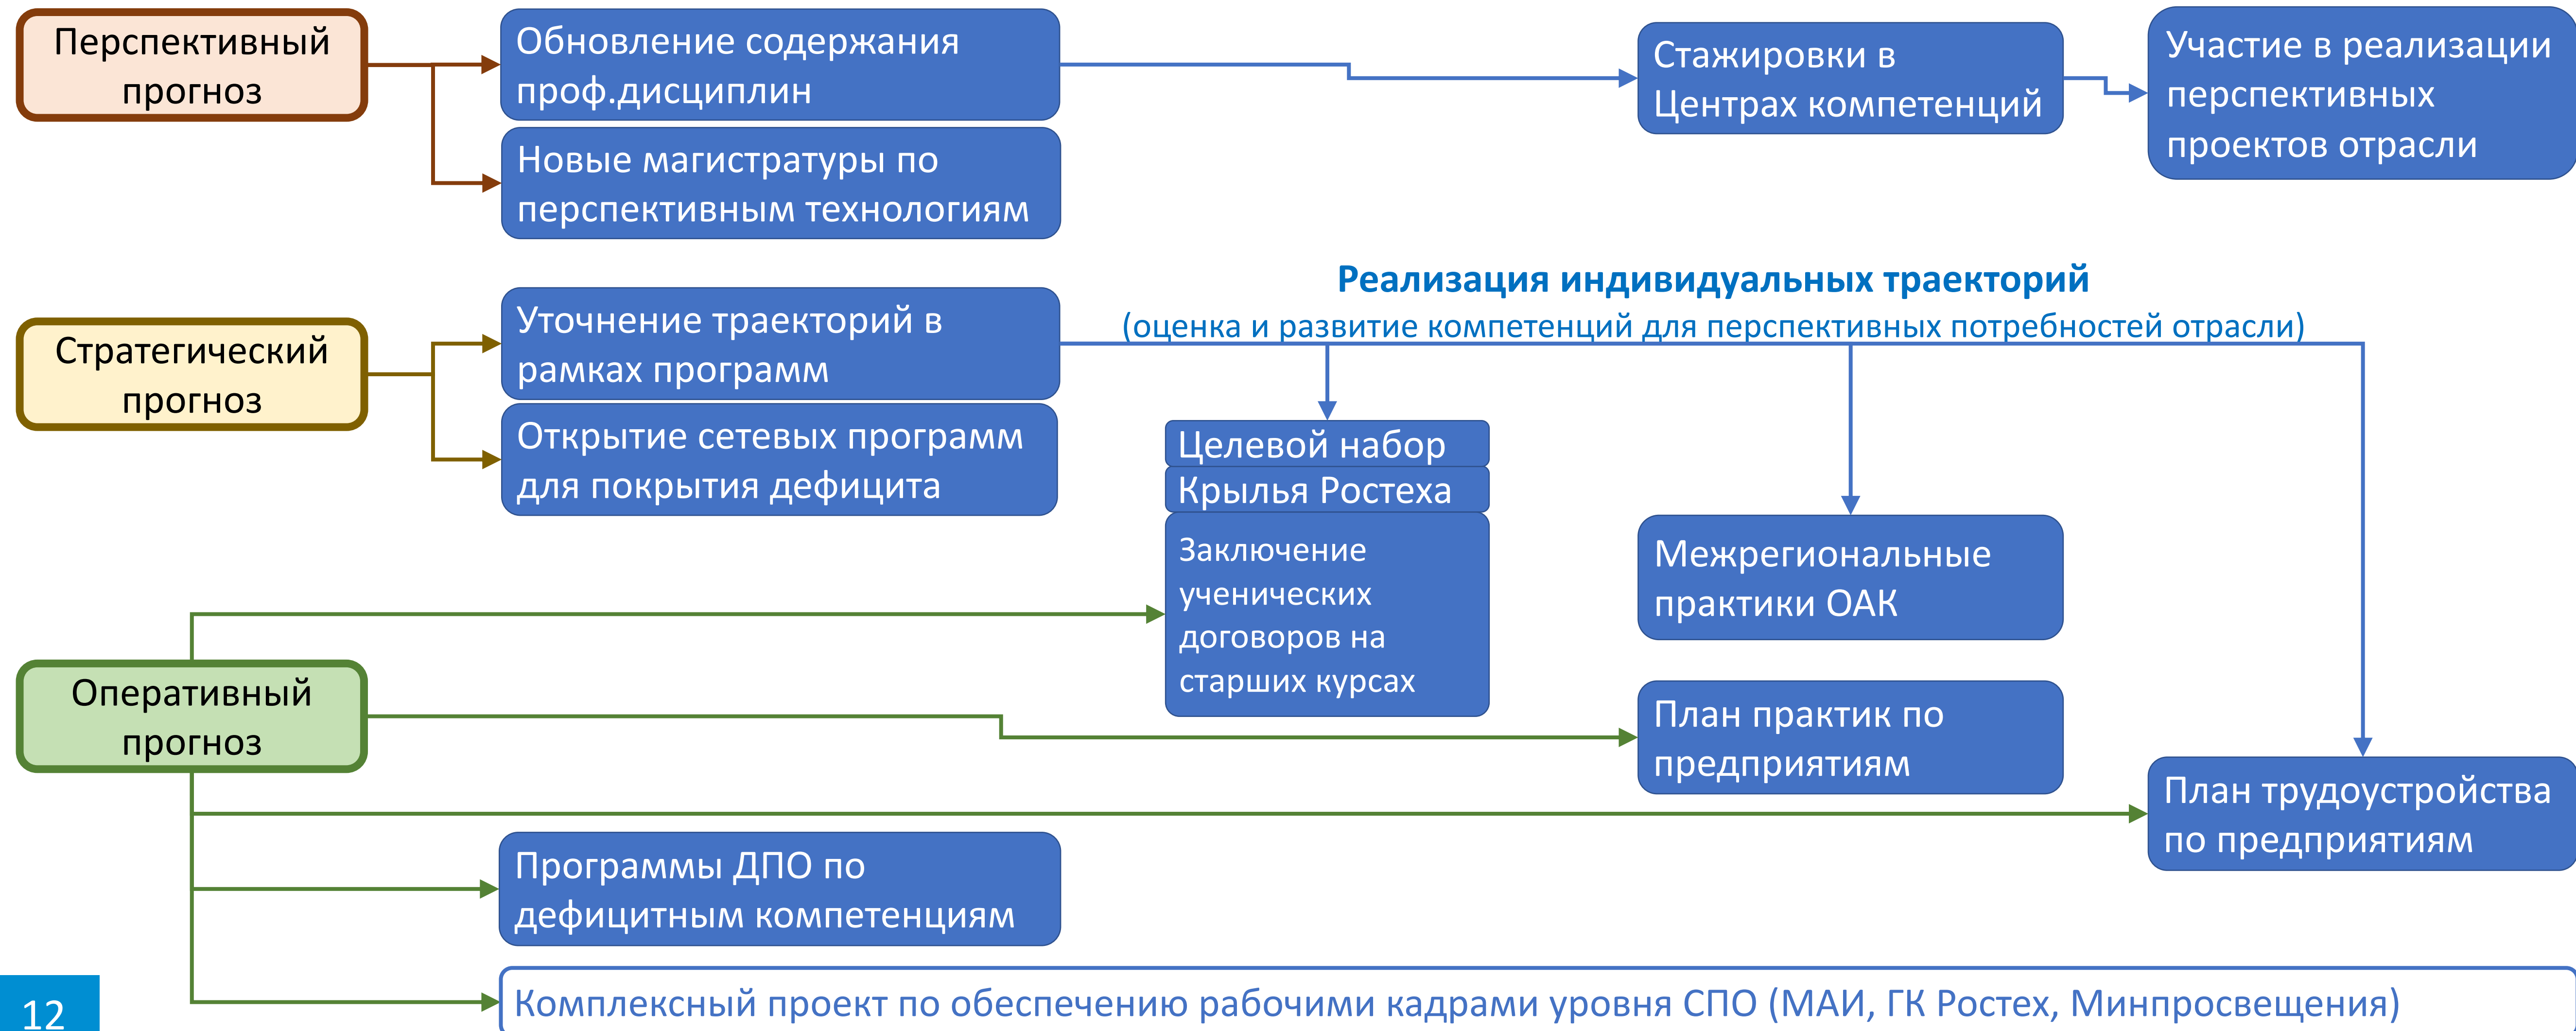 Перспективный
прогноз
Обновление содержания
проф.дисциплин
Стажировки в
Центрах компетенций
Участие в реализации
перспективных
проектов отрасли
Новые магистратуры по
перспективным технологиям
Реализация индивидуальных траекторий
(оценка и развитие компетенций для перспективных потребностей отрасли)
Стратегический
прогноз
Уточнение траекторий в
рамках программ
Открытие сетевых программ
для покрытия дефицита
Целевой набор
Крылья Ростеха
Заключение
ученических
договоров на
старших курсах
Межрегиональные
практики ОАК
Оперативный
прогноз
План практик по
предприятиям
План трудоустройства
по предприятиям
Программы ДПО по
дефицитным компетенциям
Комплексный проект по обеспечению рабочими кадрами уровня СПО (МАИ, ГК Ростех, Минпросвещения)
12